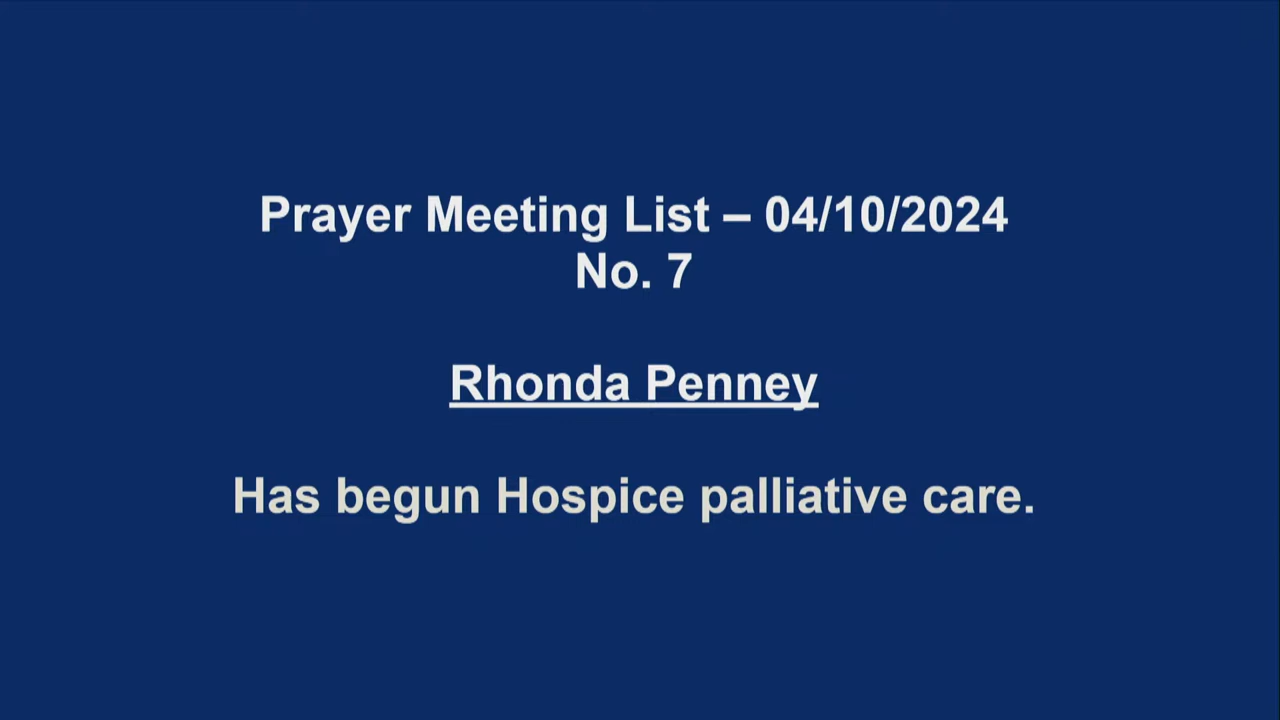 Prayer Meeting List – 04/10/2024
No. 7
Rhonda Penney
Has begun Hospice palliative care.